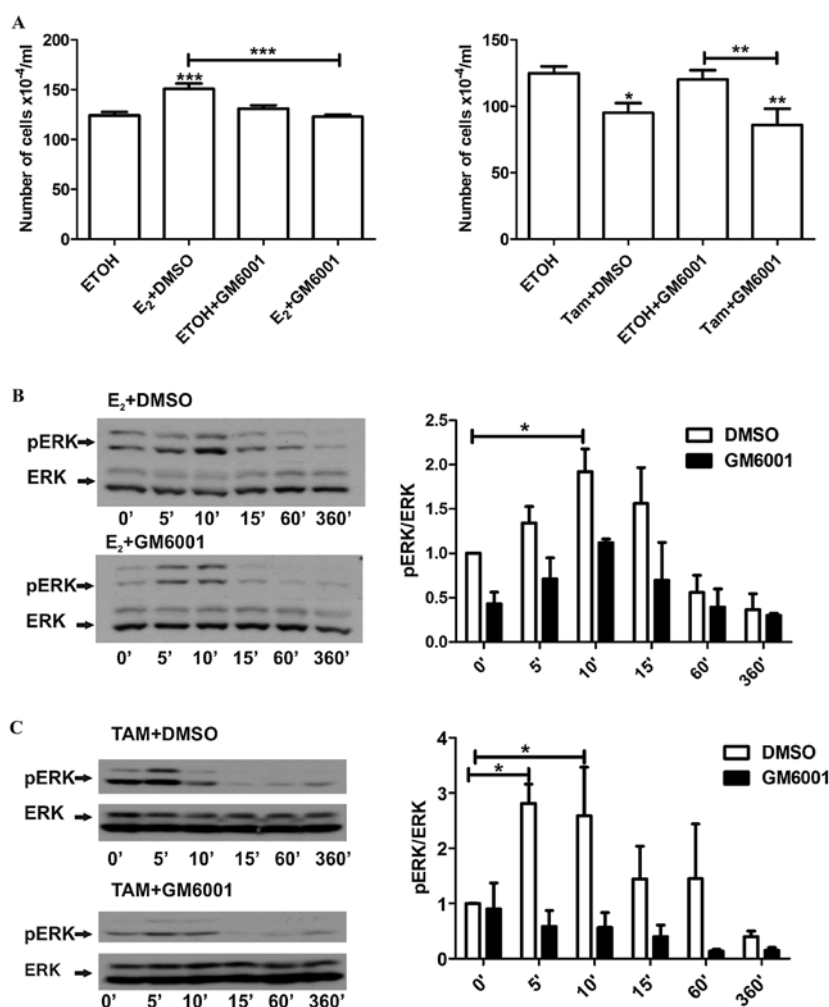 A
Number of cells x10⁻⁴/ml
200
150
100
50
0
***
***
ETOH
E₂+DMSO
ETOH+GM6001
E₂+GM6001
Number of cells x10⁻⁴/ml
150
100
50
0
*
**
**
ETOH
Tam+DMSO
ETOH+GM6001
Tam+GM6001
B
E₂+DMSO
pERK
ERK
0' 5' 10' 15' 60' 360'
E₂+GM6001
pERK
ERK
0' 5' 10' 15' 60' 360'
pERK/ERK
2.5
2.0
1.5
1.0
0.5
0.0
*
DMSO
GM6001
0' 5' 10' 15' 60' 360'
C
TAM+DMSO
pERK
ERK
0' 5' 10' 15' 60' 360'
TAM+GM6001
pERK
ERK
0' 5' 10' 15' 60' 360'
pERK/ERK
4
3
2
1
0
*
*
DMSO
GM6001
0' 5' 10' 15' 60' 360'